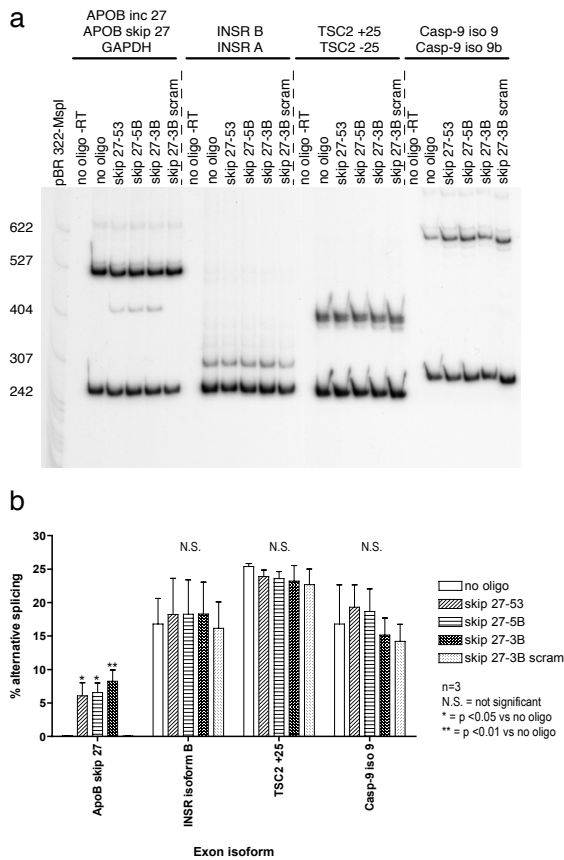 a
APOB inc 27
APOB skip 27
GAPDH
INSR B
INSR A
TSC2 +25
TSC2 -25
Casp-9 iso 9
Casp-9 iso 9b
pBR 322-MspI
no oligo -RT
no oligo
skip 27-53
skip 27-5B
skip 27-3B
skip 27-3B scram
no oligo -RT
no oligo
skip 27-53
skip 27-5B
skip 27-3B
skip 27-3B scram
no oligo -RT
no oligo
skip 27-53
skip 27-5B
skip 27-3B
skip 27-3B scram
no oligo -RT
no oligo
skip 27-53
skip 27-5B
skip 27-3B
skip 27-3B scram
622
527
404
307
242
b
% alternative splicing
30
25
20
15
10
5
0
* * **
N.S.
N.S.
N.S.
ApoB skip 27
INSR isoform B
TSC2 +25
Casp-9 iso 9
Exon isoform
no oligo
skip 27-53
skip 27-5B
skip 27-3B
skip 27-3B scram
n=3
N.S. = not significant
* = p <0.05 vs no oligo
** = p <0.01 vs no oligo